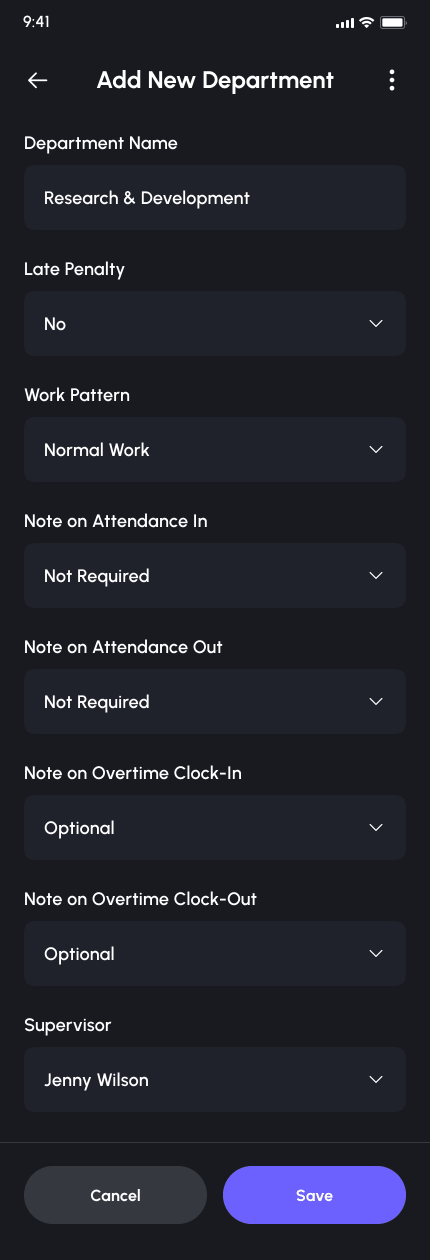 9:41
Add New Department
Department Name
Research & Development
Late Penalty
No
Work Pattern
Normal Work
Note on Attendance In
Not Required
Note on Attendance Out
Not Required
Note on Overtime Clock-In
Optional
Note on Overtime Clock-Out
Optional
Supervisor
Jenny Wilson
Cancel Save